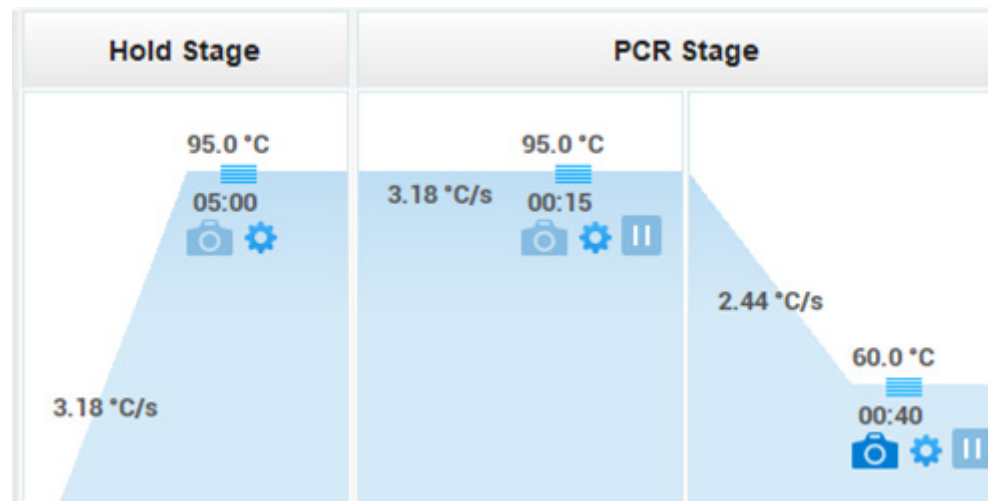 Hold Stage
PCR Stage
95.0 °C
05:00
3.18 °C/s
95.0 °C
3.18 °C/s
00:15
2.44 °C/s
60.0 °C
00:40